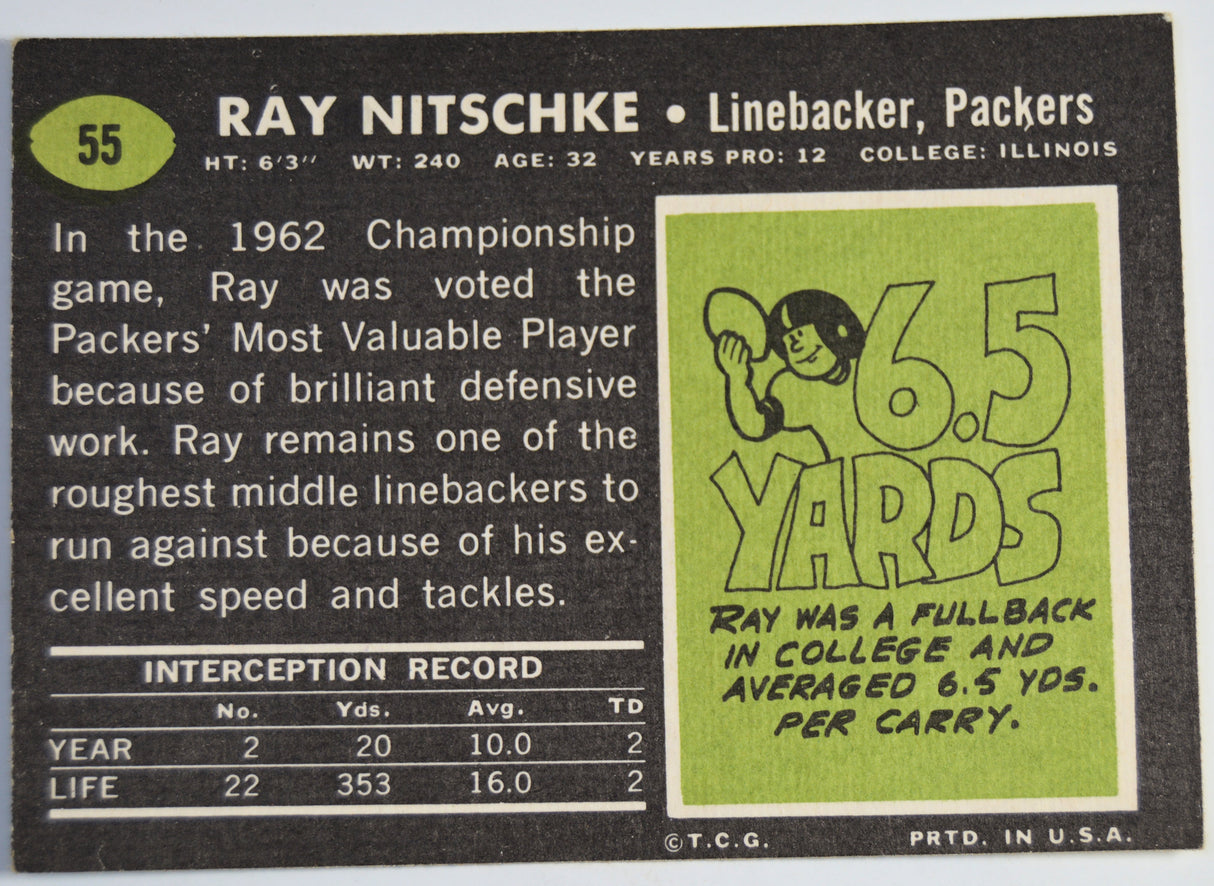 55
RAY NITSCHKE • Linebacker, Packers
HT: 6'3" WT: 240 AGE: 32 YEARS PRO: 12 COLLEGE: ILLINOIS
In the 1962 Championship
game, Ray was voted the
Packers' Most Valuable Player
because of brilliant defensive
work. Ray remains one of the
roughest middle linebackers to
run against because of his ex-
cellent speed and tackles.
INTERCEPTION RECORD
No. Yds. Avg. TD
YEAR 2 20 10.0 2
LIFE 22 353 16.0 2
6.5
YARDS
RAY WAS A FULLBACK
IN COLLEGE AND
AVERAGED 6.5 YDS.
PER CARRY.
© T.C.G. PRTD. IN U.S.A.